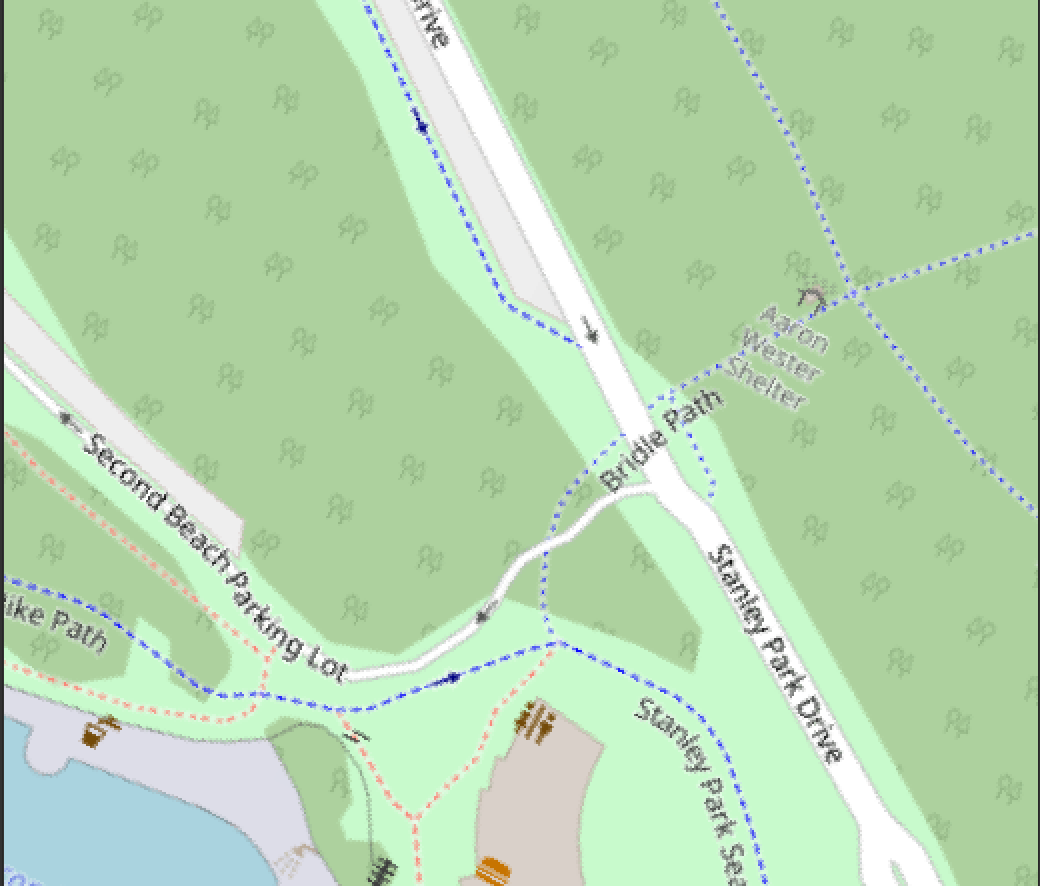 rive
Aaron
Wester
Shelter
Bridle Path
Second Beach Parking Lot
Stanley Park Drive
ike Path
Stanley Park Sea